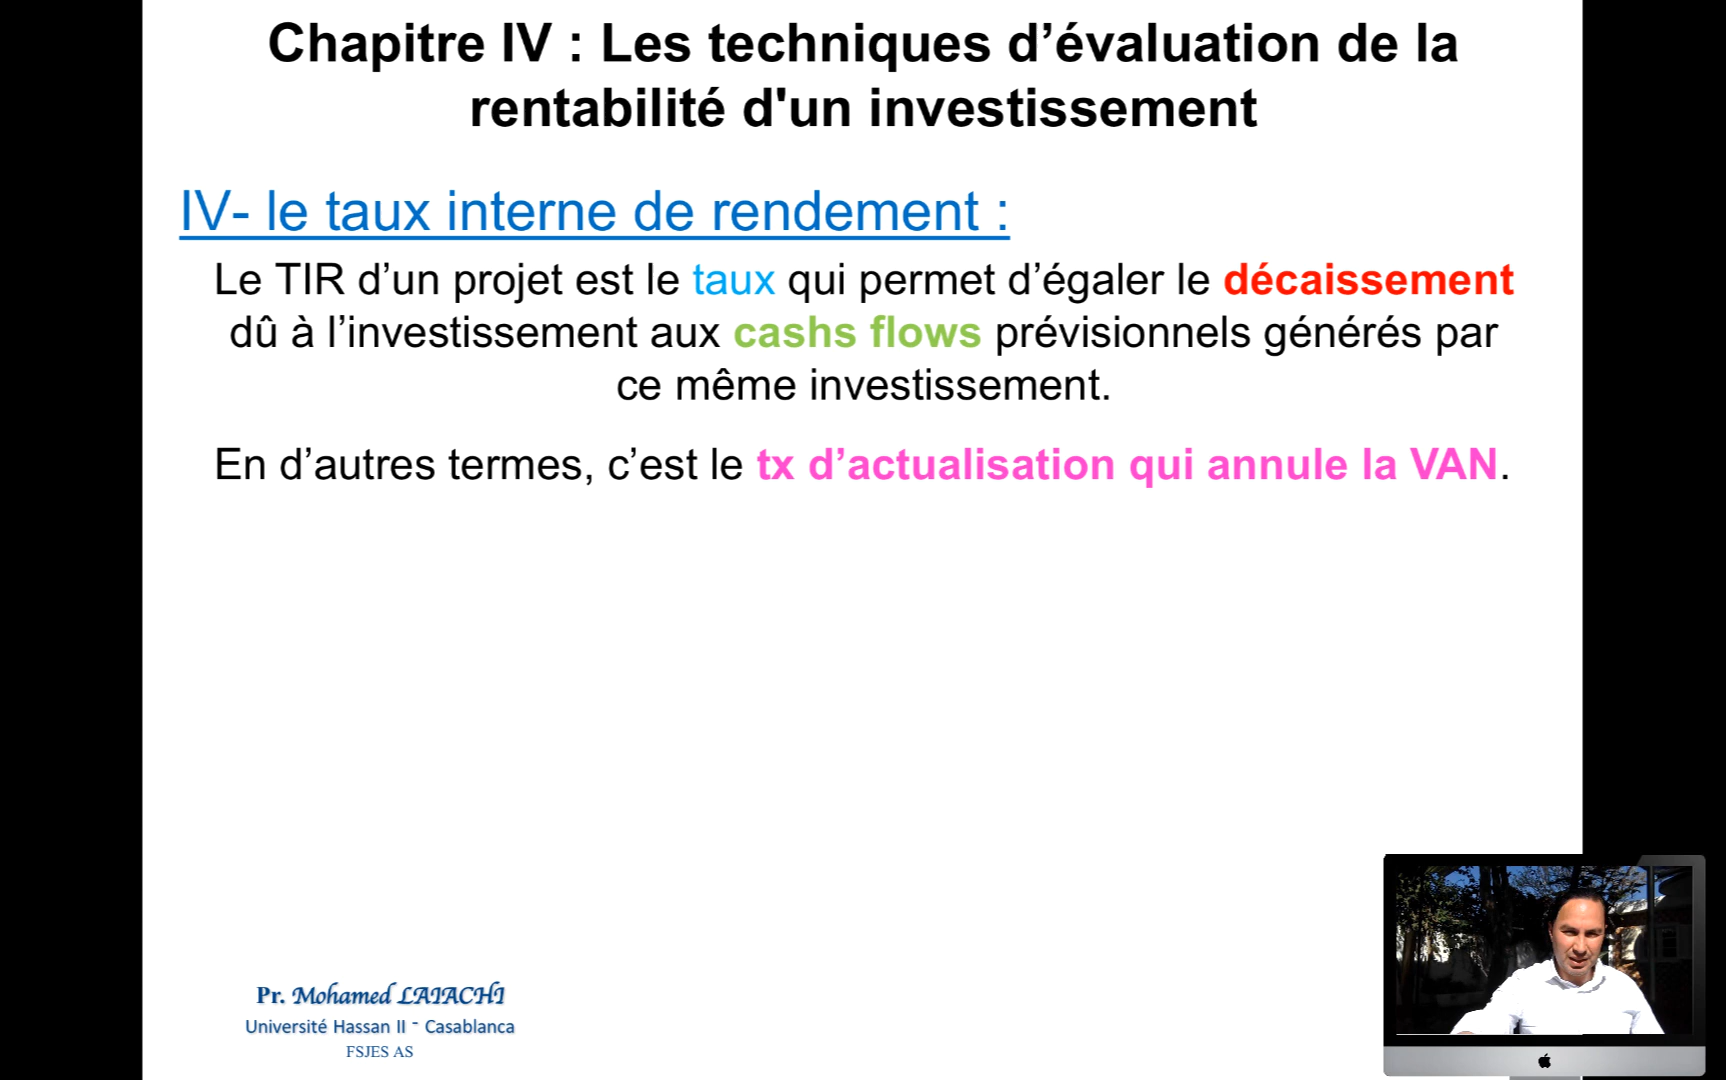 Chapitre IV : Les techniques d’évaluation de la
rentabilité d'un investissement
IV- le taux interne de rendement :
Le TIR d’un projet est le taux qui permet d’égaler le décaissement
dû à l’investissement aux cashs flows prévisionnels générés par
ce même investissement.
En d’autres termes, c’est le tx d’actualisation qui annule la VAN.
Pr. Mohamed LAIACHI
Université Hassan II - Casablanca
FSJES AS